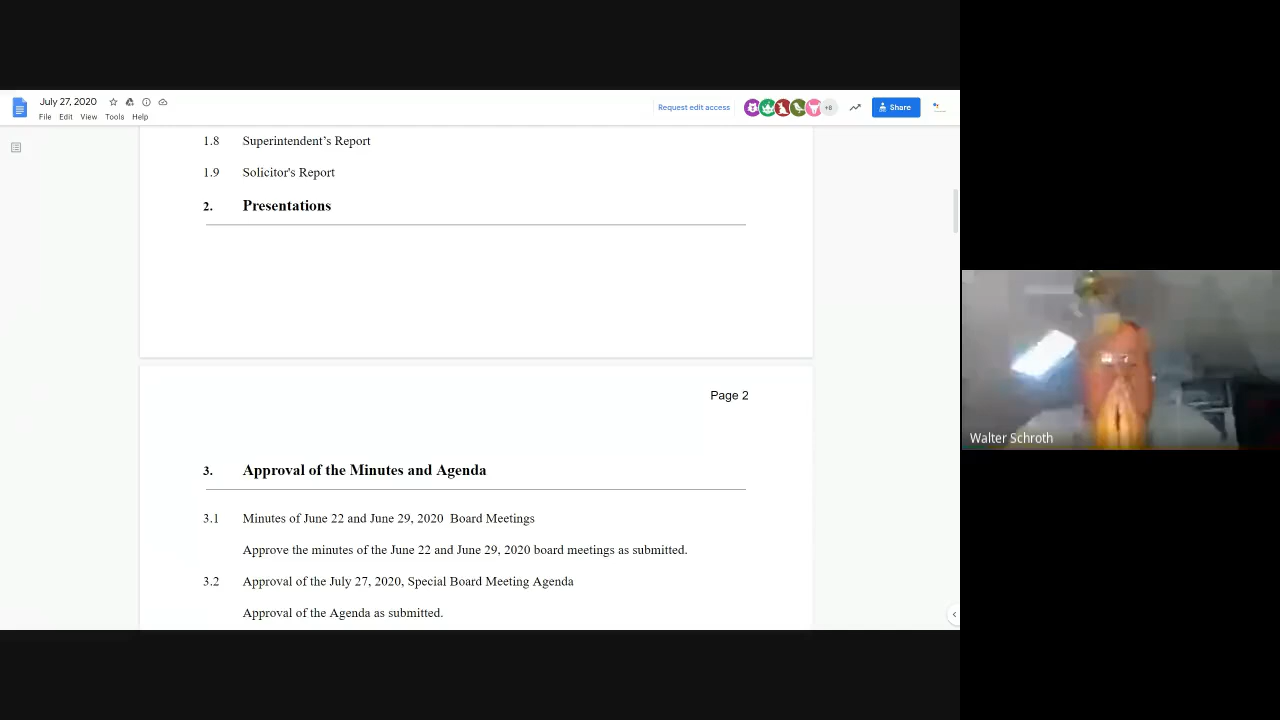 July 27, 2020
File Edit View Tools Help
Request edit access
+8
Share
1.8 Superintendent's Report
1.9 Solicitor's Report
2. Presentations
Page 2
3. Approval of the Minutes and Agenda
3.1 Minutes of June 22 and June 29, 2020 Board Meetings
Approve the minutes of the June 22 and June 29, 2020 board meetings as submitted.
3.2 Approval of the July 27, 2020, Special Board Meeting Agenda
Approval of the Agenda as submitted.
Walter Schroth